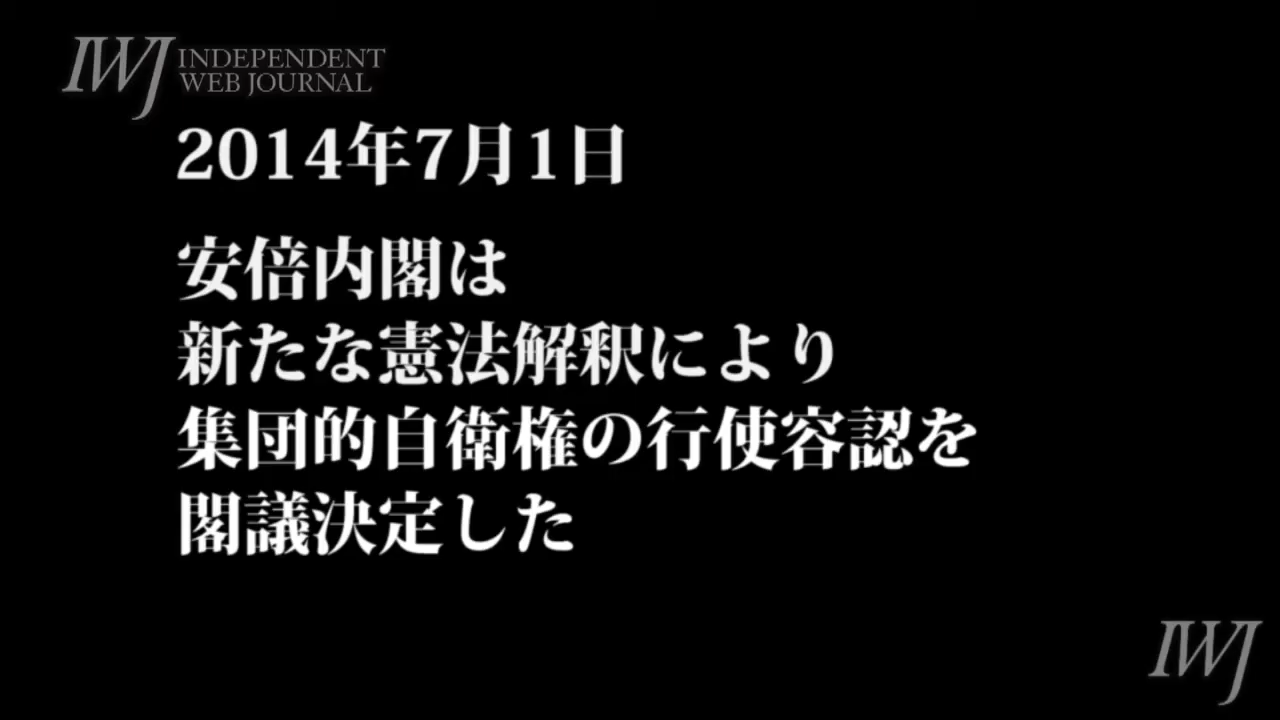 IWJ INDEPENDENT
WEB JOURNAL
2014年7月1日
安倍内閣は
新たな憲法解釈により
集団的自衛権の行使容認を
閣議決定した
IWJ